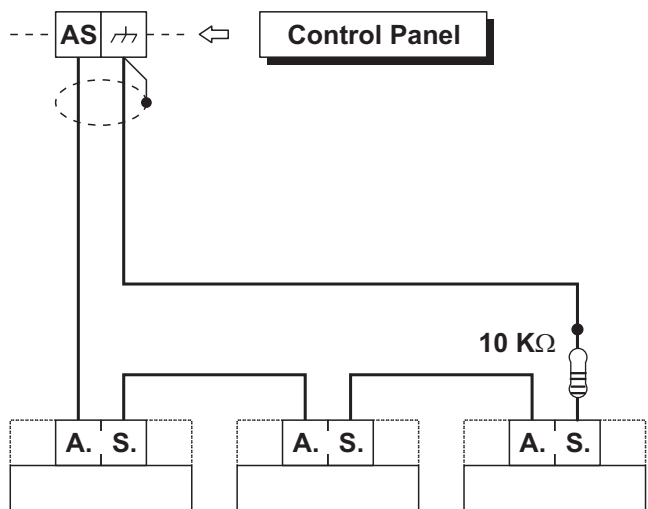 AS Control Panel
10 KΩ
A. S. A. S. A. S.